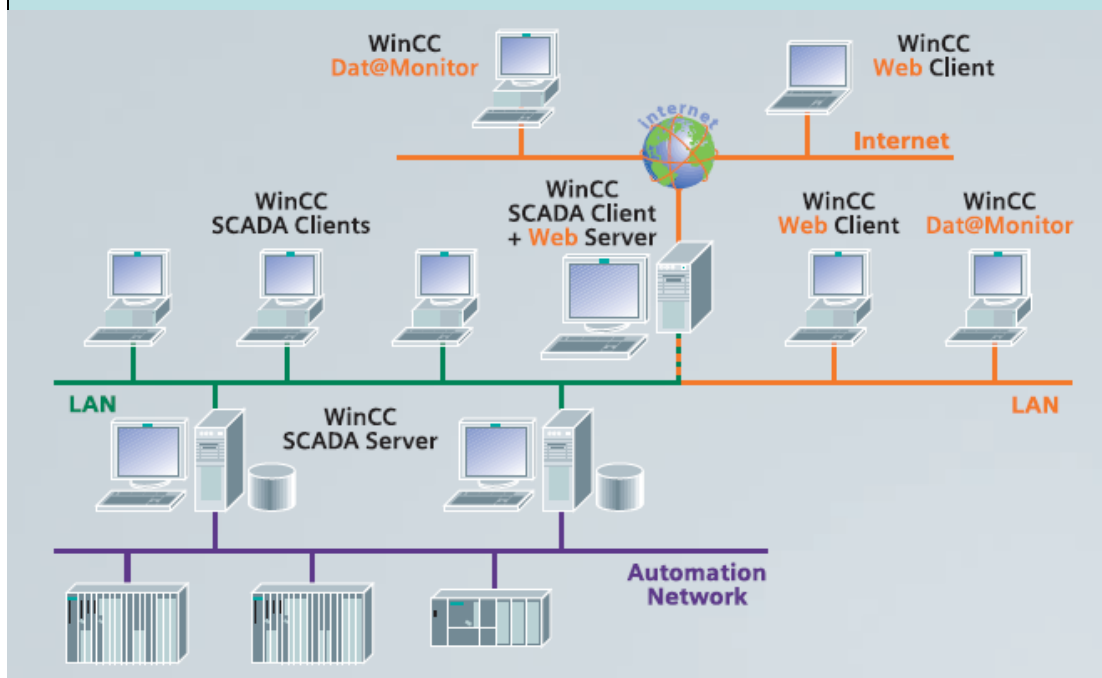 WinCC
Dat@Monitor
WinCC
Web Client
internet
Internet
WinCC
SCADA Clients
WinCC
SCADA Client
+ Web Server
WinCC
Web Client
WinCC
Dat@Monitor
LAN
LAN
WinCC
SCADA Server
Automation
Network